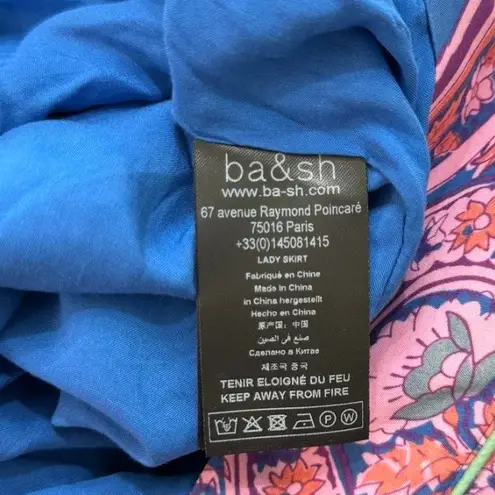 ba&sh
www.ba-sh.com
67 avenue Raymond Poincaré
75016 Paris
+33(0)145081415
LADY SKIRT
Fabriqué en Chine
Made in China
in China hergestellt
Hecho en China
原产国：中国
صنع في الصين
Сделано в Китае
제조국 중국
TENIR ELOIGNÉ DU FEU
KEEP AWAY FROM FIRE
P W